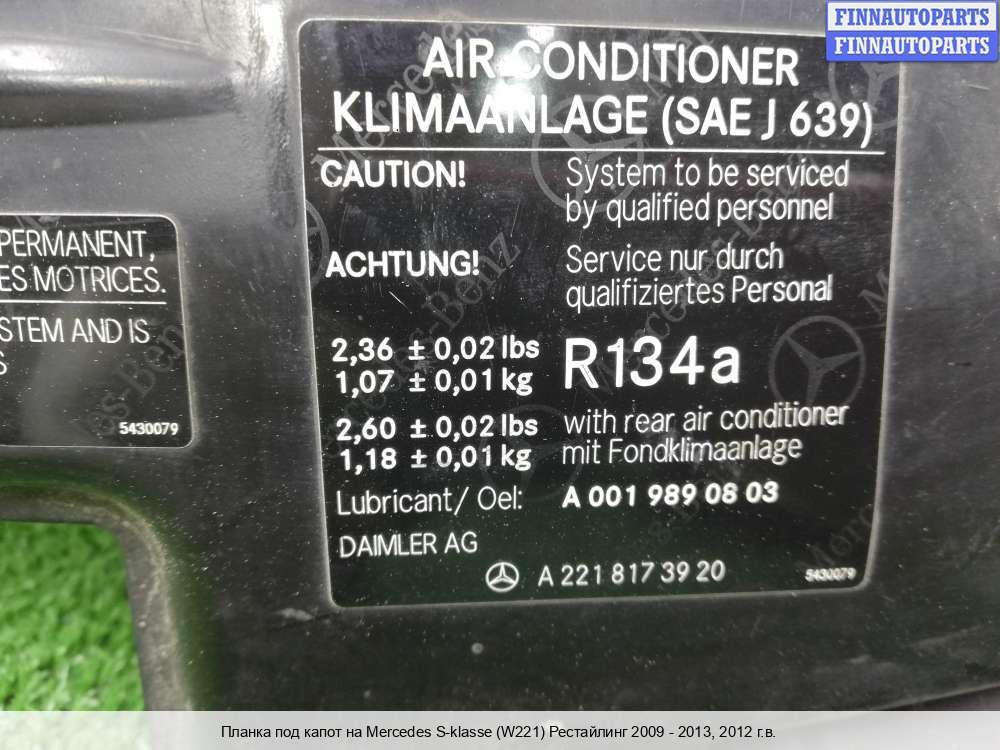 FINNAUTOPARTS
FINNAUTOPARTS
AIR CONDITIONER
KLIMAANLAGE (SAE J 639)
CAUTION! System to be serviced
by qualified personnel
ACHTUNG! Service nur durch
qualifiziertes Personal
2,36 ± 0,02 lbs
1,07 ± 0,01 kg
R134a
2,60 ± 0,02 lbs
1,18 ± 0,01 kg
with rear air conditioner
mit Fondklimaanlage
Lubricant/ Oel: A 001 989 08 03
DAIMLER AG
A 221 817 39 20
5430079
PERMANENT,
ES MOTRICES.
STEM AND IS
S
5430079
Mercedes-Benz
Планка под капот на Mercedes S-klasse (W221) Рестайлинг 2009 - 2013, 2012 г.в.